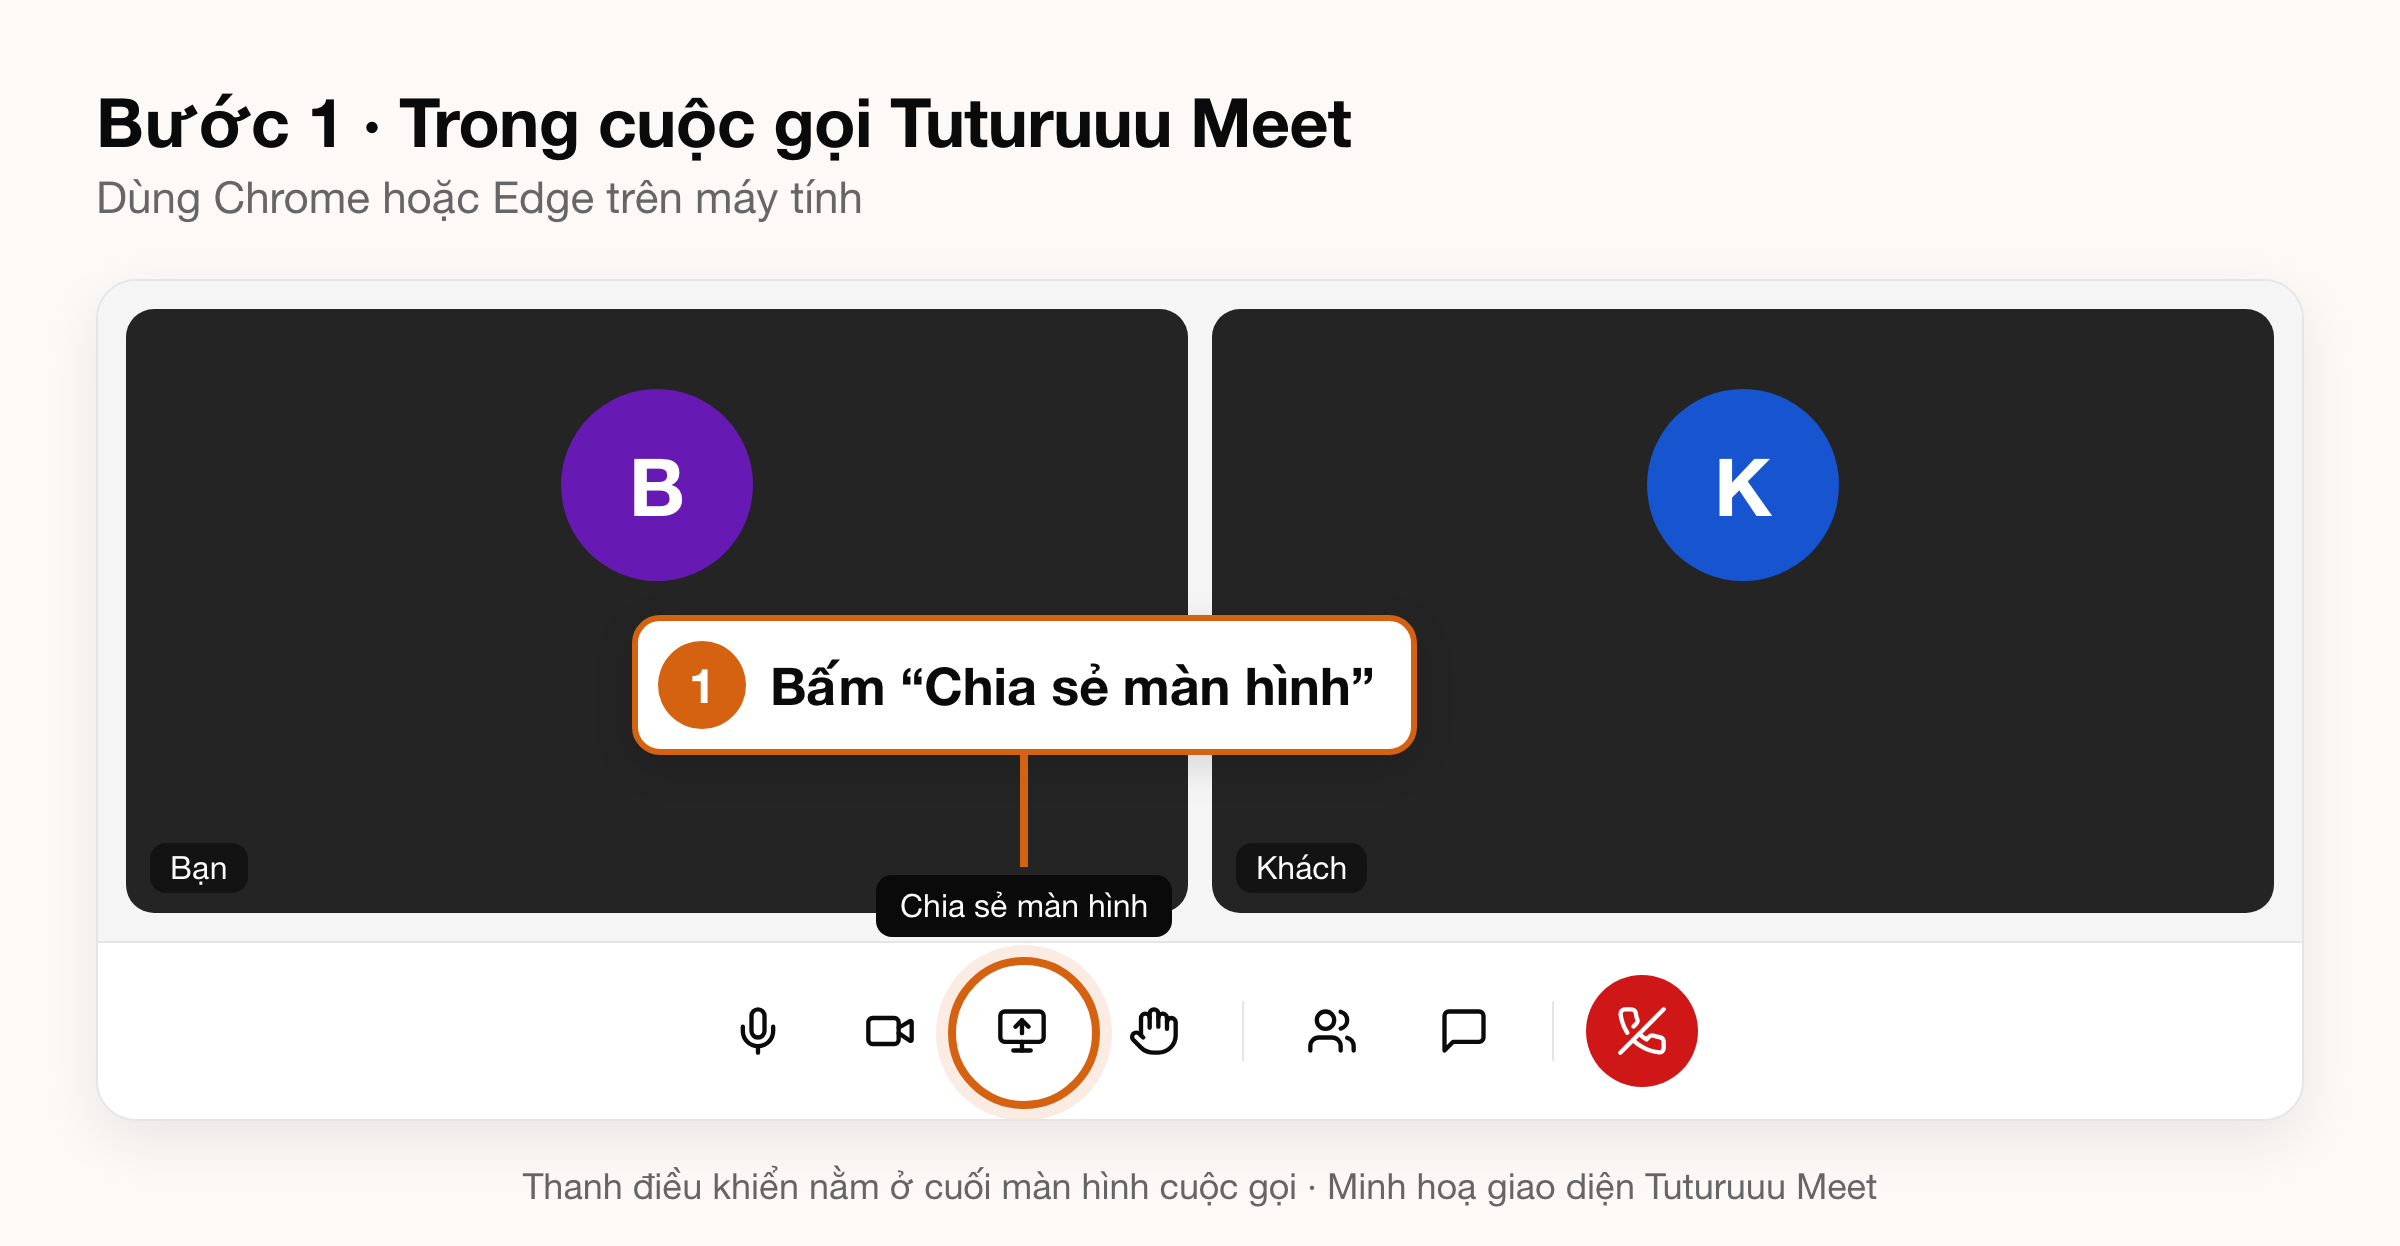 Bước 1 · Trong cuộc gọi Tuturuuu Meet
Dùng Chrome hoặc Edge trên máy tính
B
K
1 Bấm “Chia sẻ màn hình”
Bạn
Khách
Chia sẻ màn hình
Thanh điều khiển nằm ở cuối màn hình cuộc gọi · Minh hoạ giao diện Tuturuuu Meet